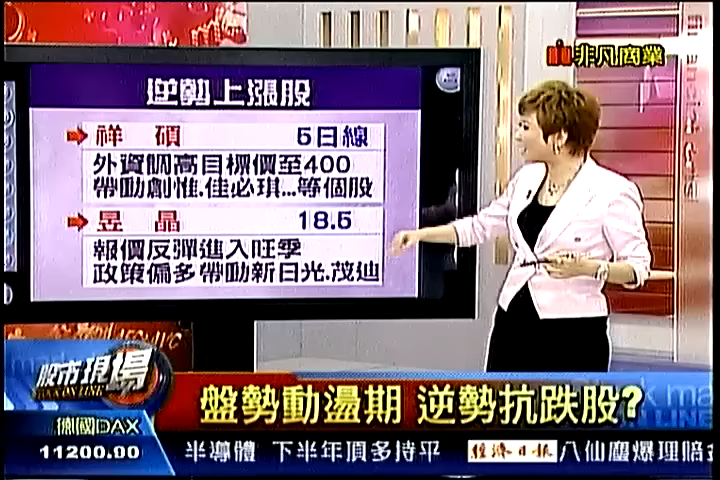 非凡商業
逆勢上漲股
祥碩 5日線
外資調高目標價至400
帶動創惟.佳必琪...等個股
昱晶 18.5
報價反彈進入旺季
政策偏多帶動新日光.茂迪
股市現場
盤勢動盪期 逆勢抗跌股?
德國DAX
11200.90
半導體 下半年頂多持平 經濟日報 八仙塵爆理賠金